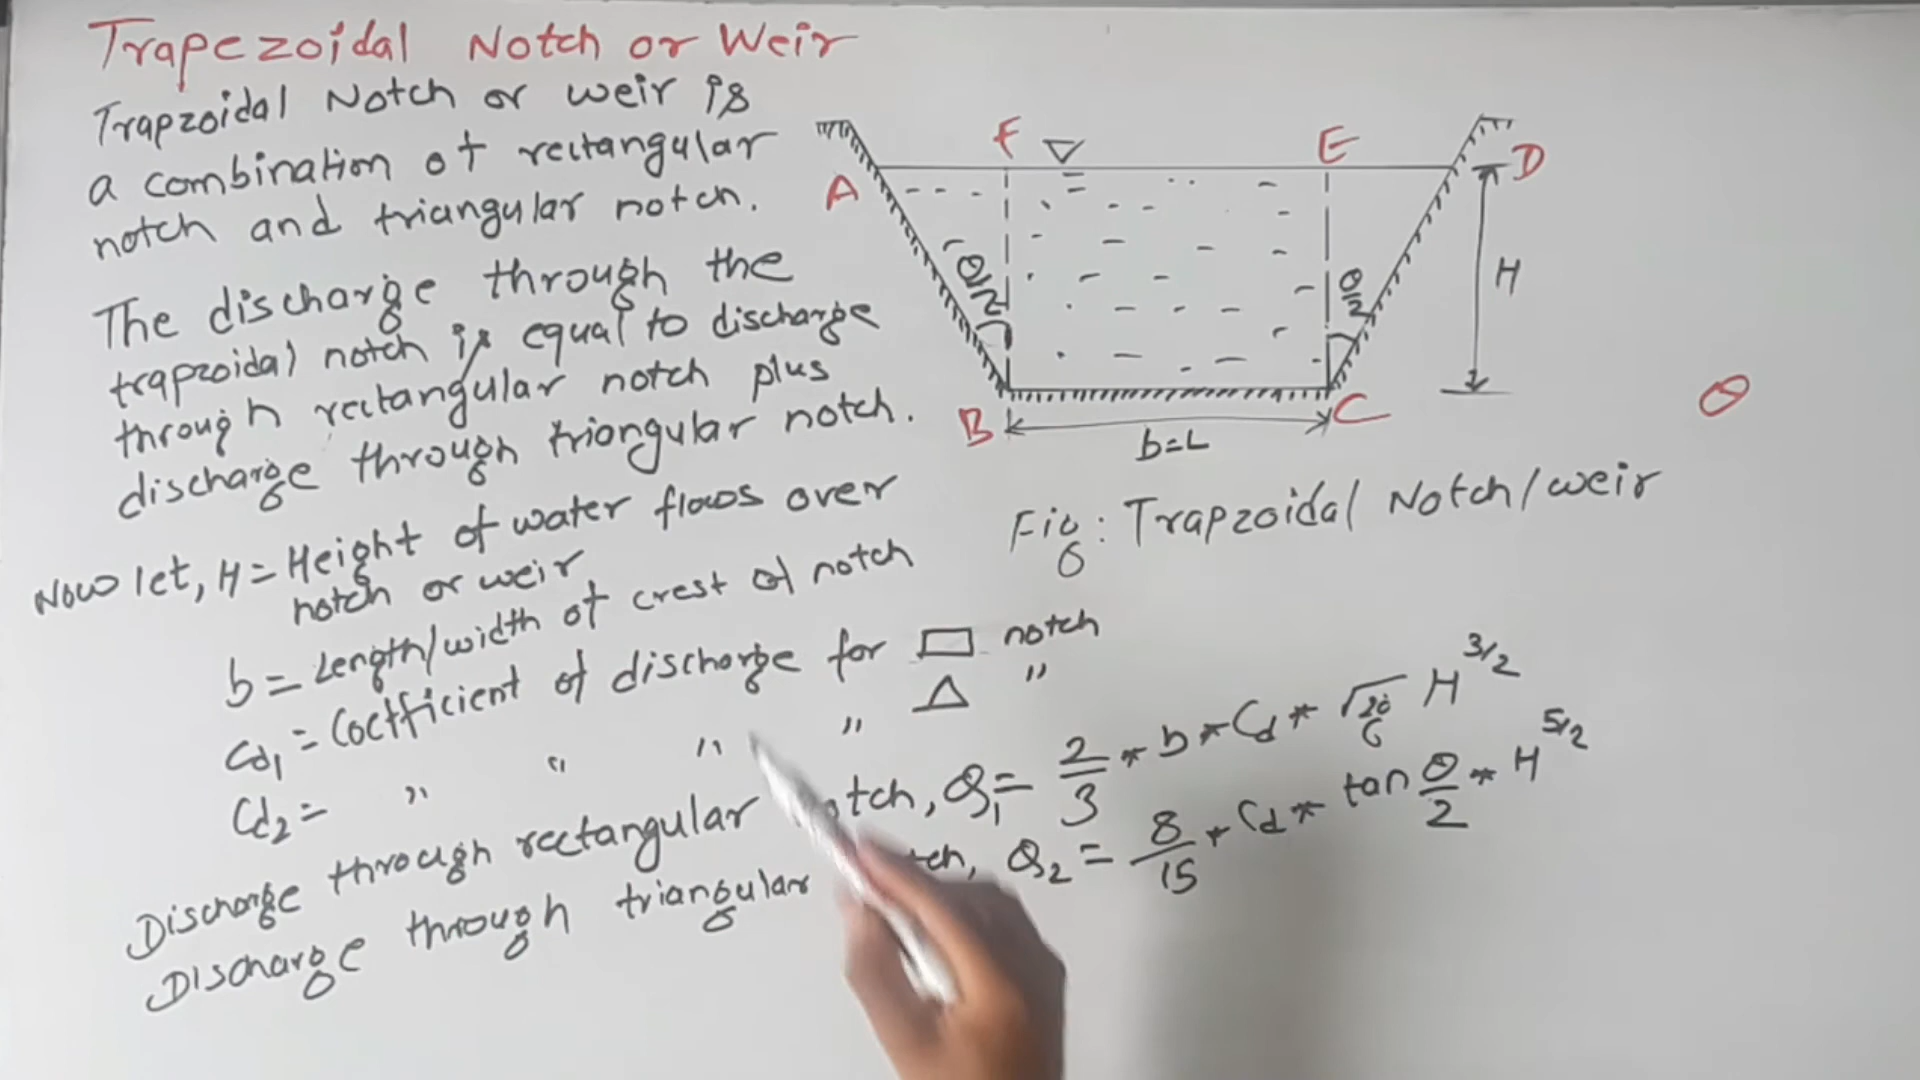 Trapezoidal Notch or Weir
Trapzoidal Notch or weir is
a combination of rectangular
notch and triangular notch.
The discharge through the
trapzoidal notch is equal to discharge
through rectangular notch plus
discharge through triangular notch.
Now let, H = Height of water flows over
notch or weir
b = Length/width of crest of notch
Cd1 = Coefficient of discharge for ▭ notch
Cd2 = " " " " △ "
Discharge through rectangular notch, Q1 = 2/3 * b * Cd * √2g H^3/2
Discharge through triangular tch, Q2 = 8/15 * Cd * tan θ/2 * H^5/2
F E
A D
θ/2 θ/2 H
B C
b=L
θ
Fig: Trapzoidal Notch/weir